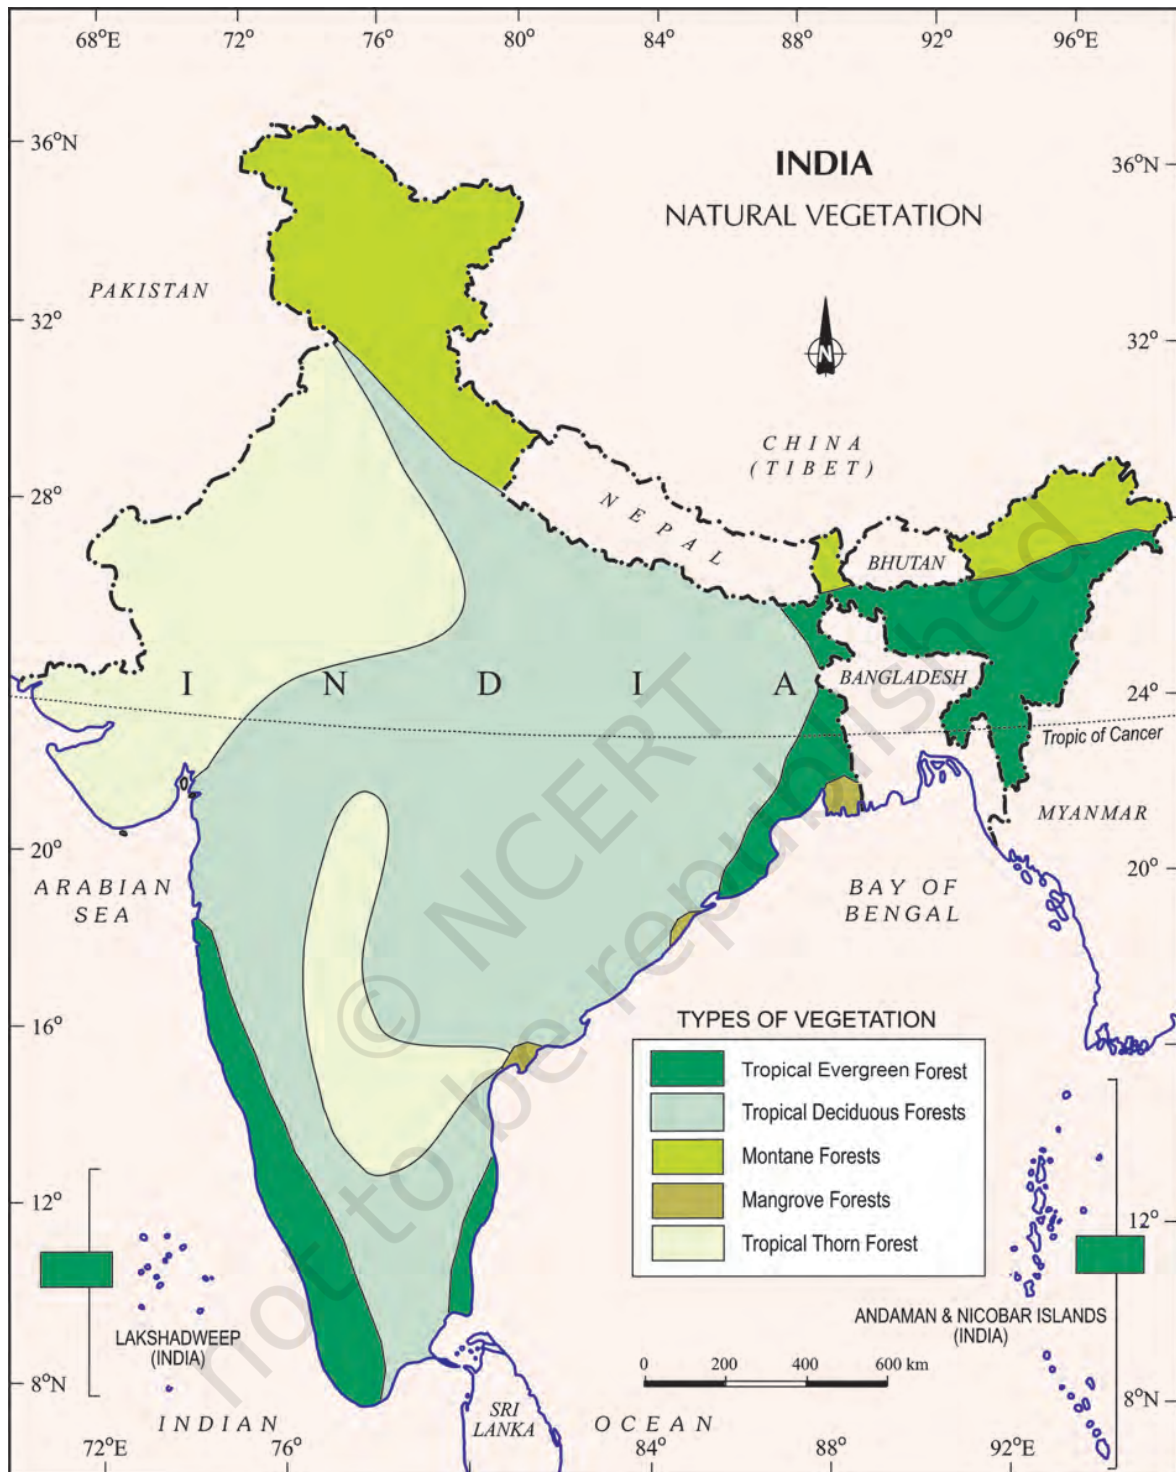 68°E 72° 76° 80° 84° 88° 92° 96°E
36°N
36°N
INDIA
NATURAL VEGETATION
PAKISTAN
32°
32°
N
CHINA
(TIBET)
28°
28°
NEPAL
BHUTAN
BANGLADESH
INDIA
24°
Tropic of Cancer
MYANMAR
20°
20°
ARABIAN
SEA
BAY OF
BENGAL
© NCERT
not to be republished
16°
TYPES OF VEGETATION
Tropical Evergreen Forest
Tropical Deciduous Forests
Montane Forests
Mangrove Forests
Tropical Thorn Forest
12°
12°
LAKSHADWEEP
(INDIA)
ANDAMAN & NICOBAR ISLANDS
(INDIA)
0 200 400 600 km
8°N
8°N
SRI
LANKA
INDIAN OCEAN
72°E 76° 84° 88° 92°E